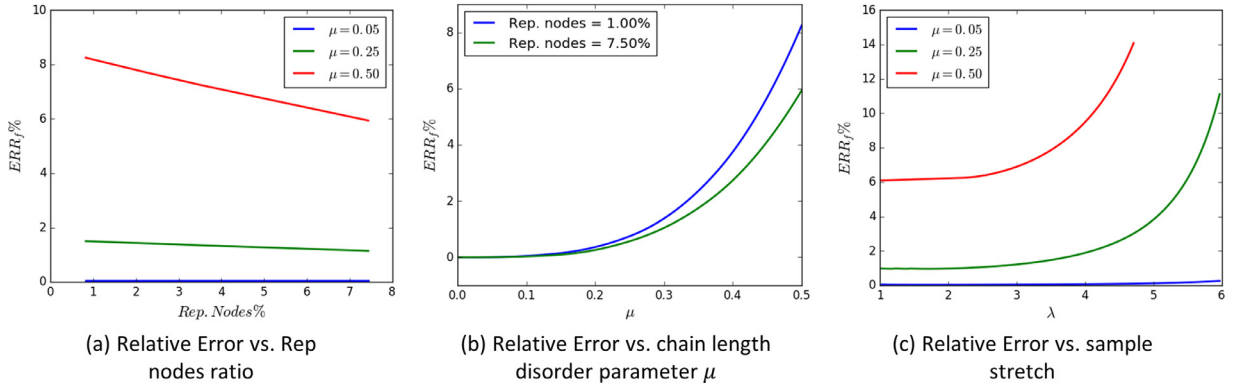 10
8
6
4
2
0
0 1 2 3 4 5 6 7 8
ERR_f%
Rep. Nodes%
μ = 0.05
μ = 0.25
μ = 0.50
(a) Relative Error vs. Rep
nodes ratio
8
6
4
2
0
0.0 0.1 0.2 0.3 0.4 0.5
ERR_f%
μ
Rep. nodes = 1.00%
Rep. nodes = 7.50%
(b) Relative Error vs. chain length
disorder parameter μ
16
14
12
10
8
6
4
2
0
1 2 3 4 5 6
ERR_f%
λ
μ = 0.05
μ = 0.25
μ = 0.50
(c) Relative Error vs. sample
stretch